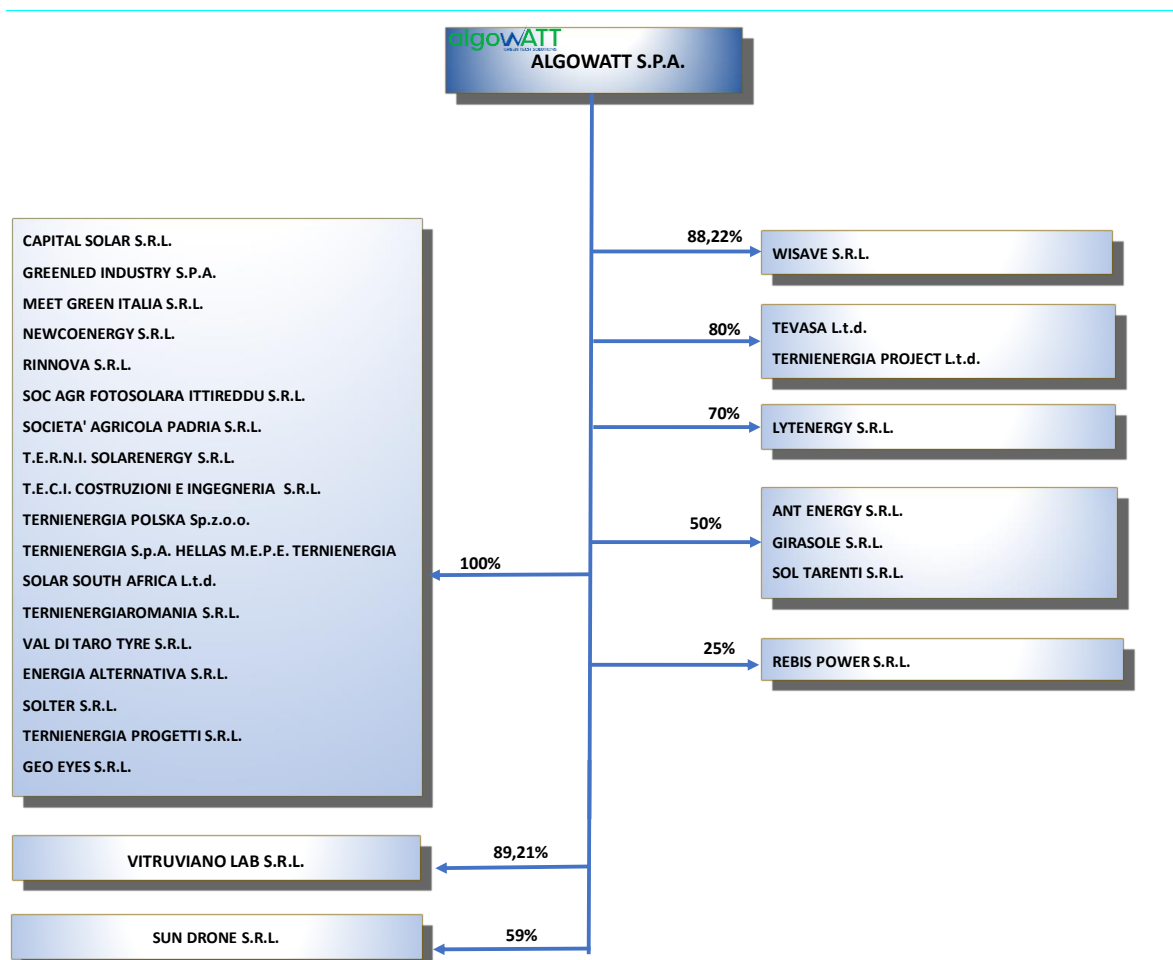 algoWATT
GREEN TECH SOLUTIONS
ALGOWATT S.P.A.
CAPITAL SOLAR S.R.L.
GREENLED INDUSTRY S.P.A.
MEET GREEN ITALIA S.R.L.
NEWCOENERGY S.R.L.
RINNOVA S.R.L.
SOC AGR FOTOSOLARA ITTIREDDU S.R.L.
SOCIETA' AGRICOLA PADRIA S.R.L.
T.E.R.N.I. SOLARENERGY S.R.L.
T.E.C.I. COSTRUZIONI E INGEGNERIA S.R.L.
TERNIENERGIA POLSKA Sp.z.o.o.
TERNIENERGIA S.p.A. HELLAS M.E.P.E. TERNIENERGIA
SOLAR SOUTH AFRICA L.t.d.
TERNIENERGIAROMANIA S.R.L.
VAL DI TARO TYRE S.R.L.
ENERGIA ALTERNATIVA S.R.L.
SOLTER S.R.L.
TERNIENERGIA PROGETTI S.R.L.
GEO EYES S.R.L.
100%
88,22%
WISAVE S.R.L.
80%
TEVASA L.t.d.
TERNIENERGIA PROJECT L.t.d.
70%
LYTENERGY S.R.L.
50%
ANT ENERGY S.R.L.
GIRASOLE S.R.L.
SOL TARENTI S.R.L.
25%
REBIS POWER S.R.L.
VITRUVIANO LAB S.R.L.
89,21%
SUN DRONE S.R.L.
59%